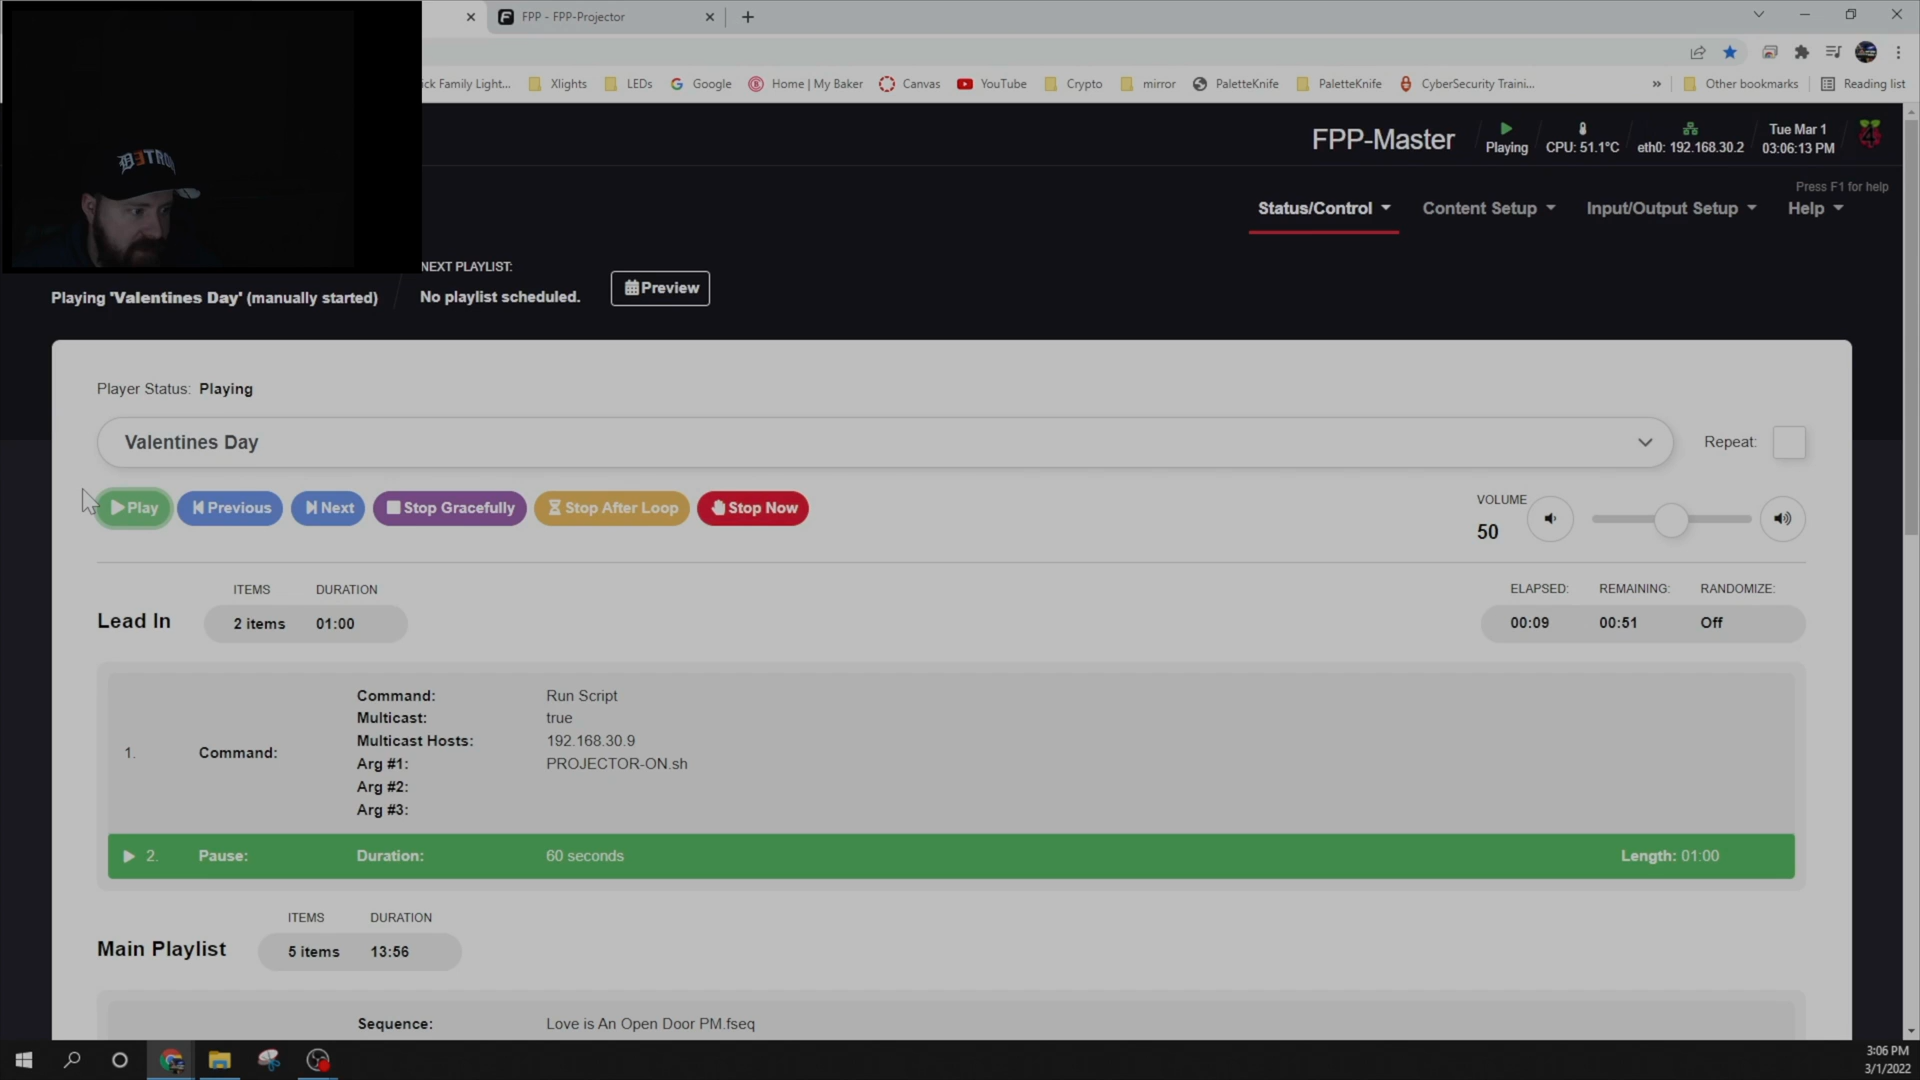 FPP - FPP-Projector
ick Family Light...
Xlights
LEDs
Google
Home | My Baker
Canvas
YouTube
Crypto
mirror
PaletteKnife
PaletteKnife
CyberSecurity Traini...
»
Other bookmarks
Reading list
FPP-Master
Playing
CPU: 51.1°C
eth0: 192.168.30.2
Tue Mar 1
03:06:13 PM
4
Press F1 for help
Status/Control
Content Setup
Input/Output Setup
Help
DETROI
NEXT PLAYLIST:
Playing 'Valentines Day' (manually started)
No playlist scheduled.
Preview
Player Status: Playing
Valentines Day
Repeat:
Play
Previous
Next
Stop Gracefully
Stop After Loop
Stop Now
VOLUME
50
ITEMS DURATION
Lead In 2 items 01:00
ELAPSED: REMAINING: RANDOMIZE:
00:09 00:51 Off
Command: Run Script
Multicast: true
Multicast Hosts: 192.168.30.9
1. Command:
Arg #1: PROJECTOR-ON.sh
Arg #2:
Arg #3:
2. Pause: Duration: 60 seconds Length: 01:00
ITEMS DURATION
Main Playlist 5 items 13:56
Sequence: Love is An Open Door PM.fseq
3:06 PM
3/1/2022